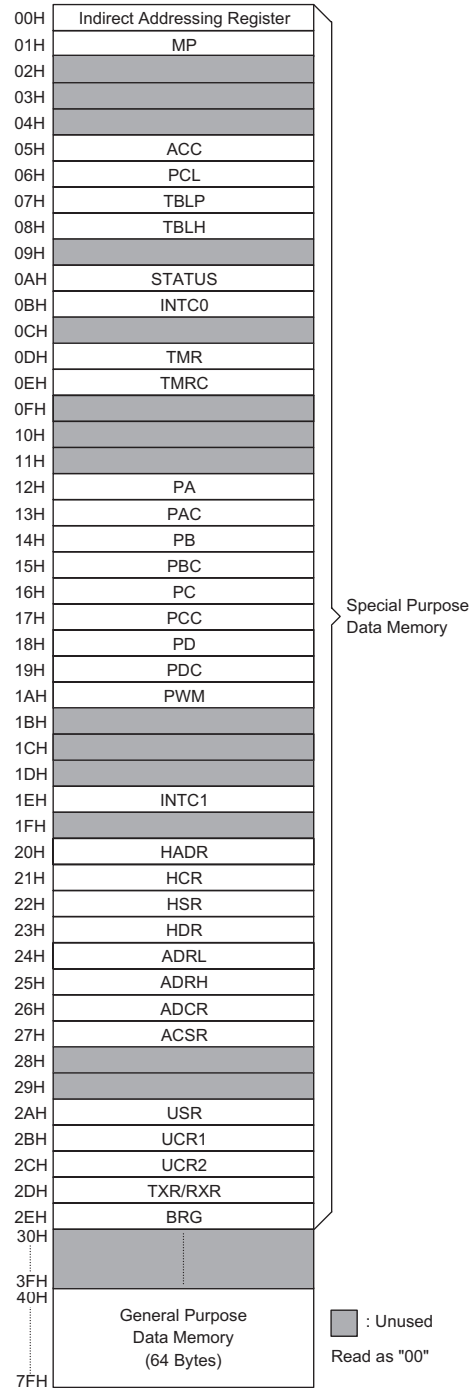 00H Indirect Addressing Register
01H MP
02H
03H
04H
05H ACC
06H PCL
07H TBLP
08H TBLH
09H
0AH STATUS
0BH INTC0
0CH
0DH TMR
0EH TMRC
0FH
10H
11H
12H PA
13H PAC
14H PB
15H PBC
16H PC
17H PCC
18H PD
19H PDC
1AH PWM
1BH
1CH
1DH
1EH INTC1
1FH
20H HADR
21H HCR
22H HSR
23H HDR
24H ADRL
25H ADRH
26H ADCR
27H ACSR
28H
29H
2AH USR
2BH UCR1
2CH UCR2
2DH TXR/RXR
2EH BRG
30H
3FH
40H
General Purpose
Data Memory
(64 Bytes)
7FH
Special Purpose
Data Memory
: Unused
Read as "00"